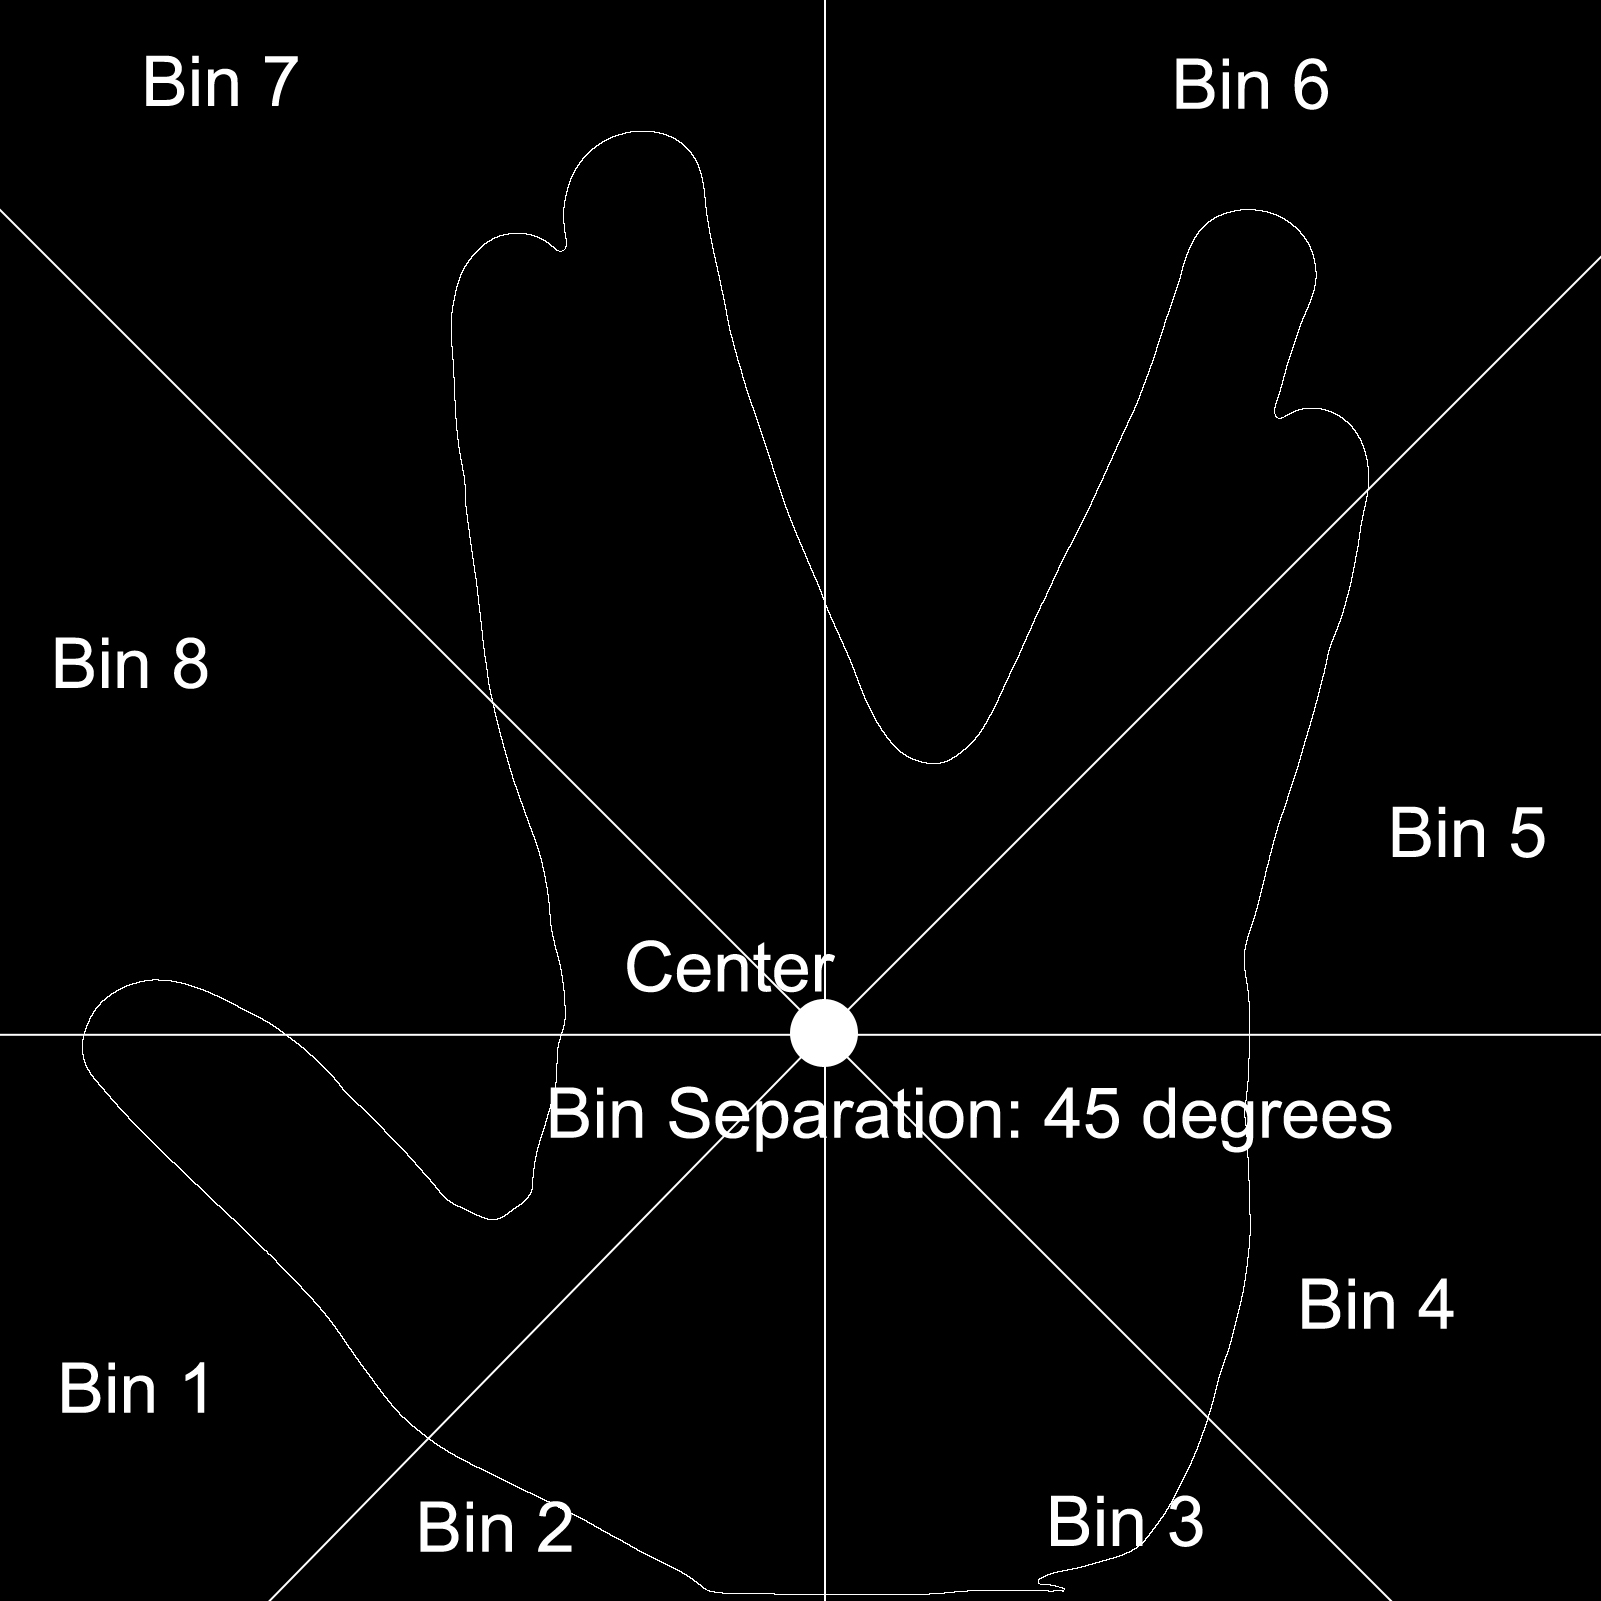 Bin 7
Bin 6
Bin 8
Bin 5
Center
Bin Separation: 45 degrees
Bin 4
Bin 1
Bin 2
Bin 3